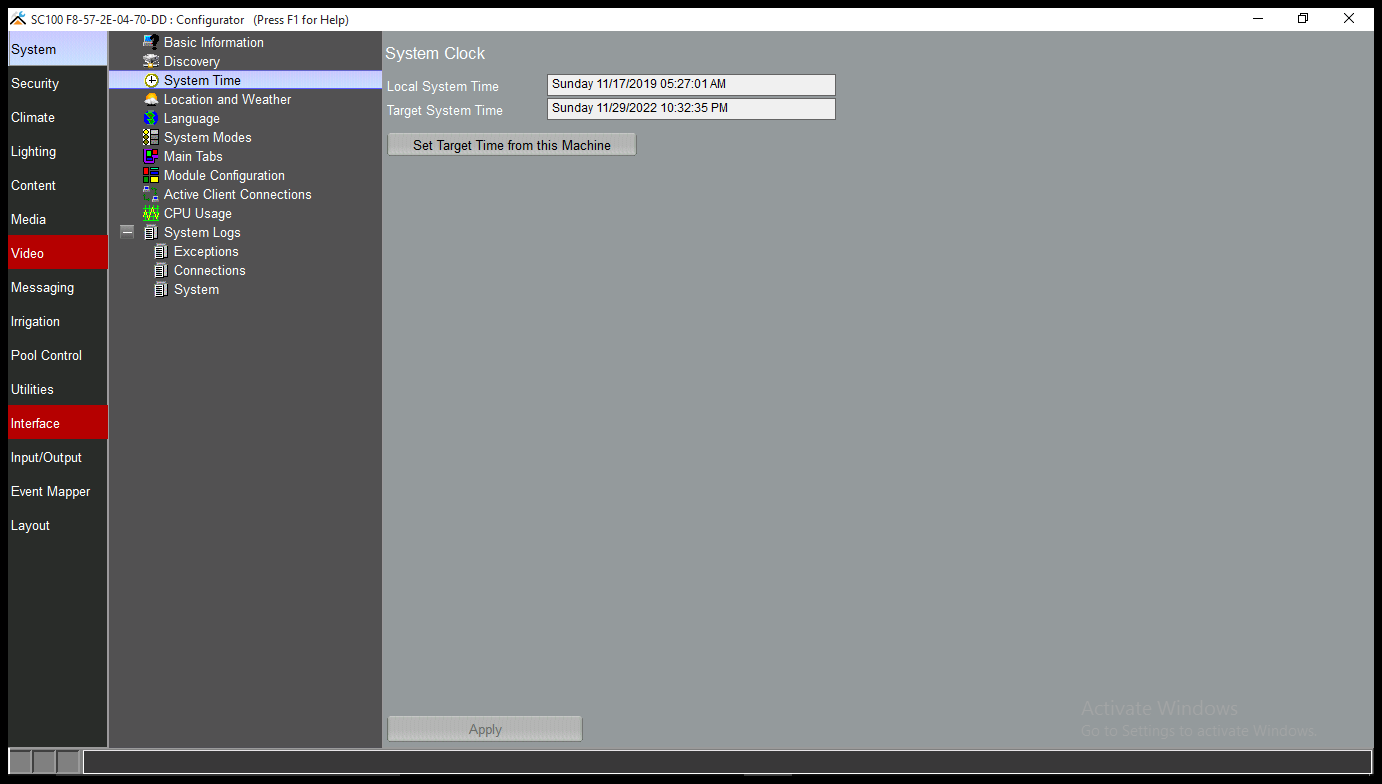 SC100 F8-57-2E-04-70-DD : Configurator (Press F1 for Help)
System
Security
Climate
Lighting
Content
Media
Video
Messaging
Irrigation
Pool Control
Utilities
Interface
Input/Output
Event Mapper
Layout
Basic Information
Discovery
System Time
Location and Weather
Language
System Modes
Main Tabs
Module Configuration
Active Client Connections
CPU Usage
System Logs
Exceptions
Connections
System
System Clock
Local System Time Sunday 11/17/2019 05:27:01 AM
Target System Time Sunday 11/29/2022 10:32:35 PM
Set Target Time from this Machine
Apply
Activate Windows
Go to Settings to activate Windows.